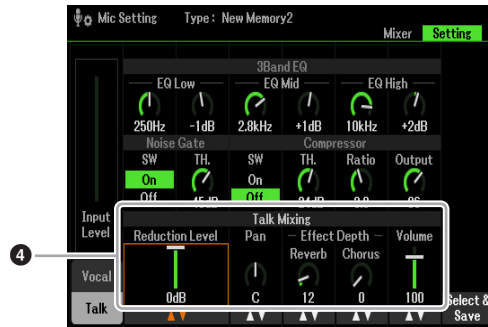 Mic Setting Type : New Memory2
Mixer Setting
3Band EQ
EQ Low EQ Mid EQ High
250Hz -1dB 2.8kHz +1dB 10kHz +2dB
Noise Gate Compressor
SW TH. SW TH. Ratio Output
On On
Off Off
Input Level
Talk Mixing
Reduction Level Pan Effect Depth Volume
Reverb Chorus
4
Vocal
0dB C 12 0 100
Talk
Select & Save